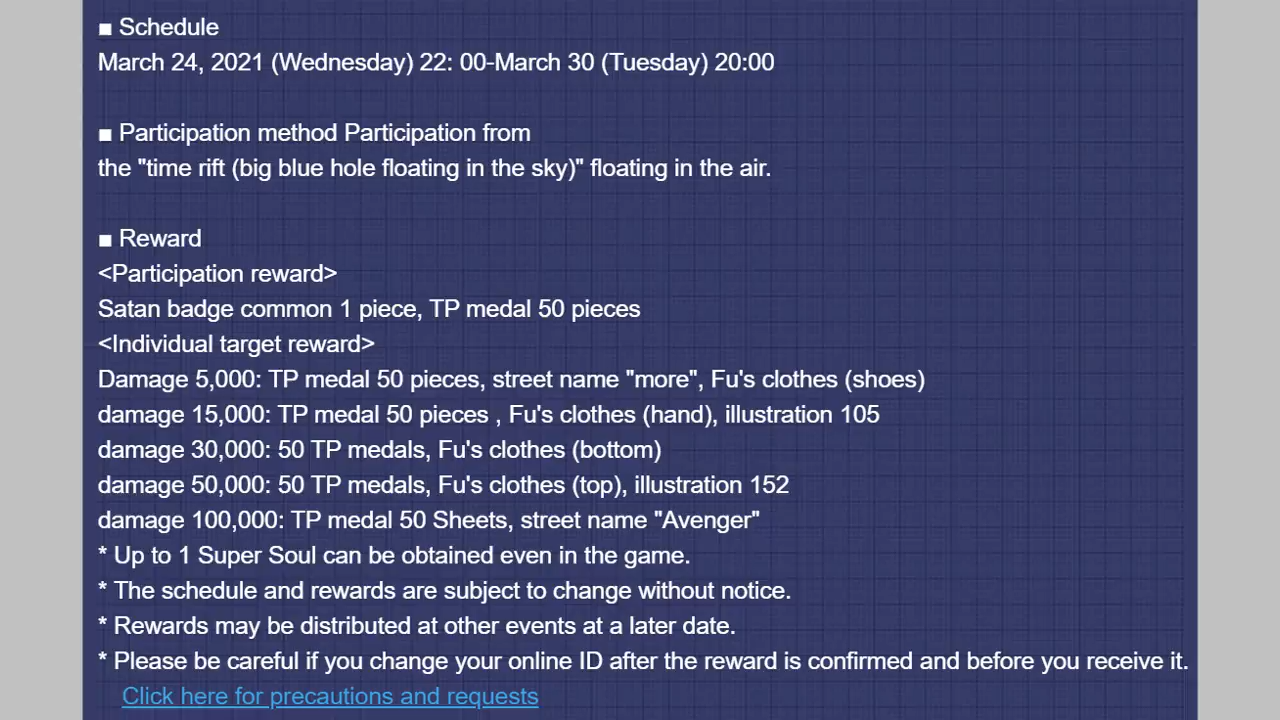 ■ Schedule
March 24, 2021 (Wednesday) 22: 00-March 30 (Tuesday) 20:00
■ Participation method Participation from
the "time rift (big blue hole floating in the sky)" floating in the air.
■ Reward
<Participation reward>
Satan badge common 1 piece, TP medal 50 pieces
<Individual target reward>
Damage 5,000: TP medal 50 pieces, street name "more", Fu's clothes (shoes)
damage 15,000: TP medal 50 pieces , Fu's clothes (hand), illustration 105
damage 30,000: 50 TP medals, Fu's clothes (bottom)
damage 50,000: 50 TP medals, Fu's clothes (top), illustration 152
damage 100,000: TP medal 50 Sheets, street name "Avenger"
* Up to 1 Super Soul can be obtained even in the game.
* The schedule and rewards are subject to change without notice.
* Rewards may be distributed at other events at a later date.
* Please be careful if you change your online ID after the reward is confirmed and before you receive it.
Click here for precautions and requests